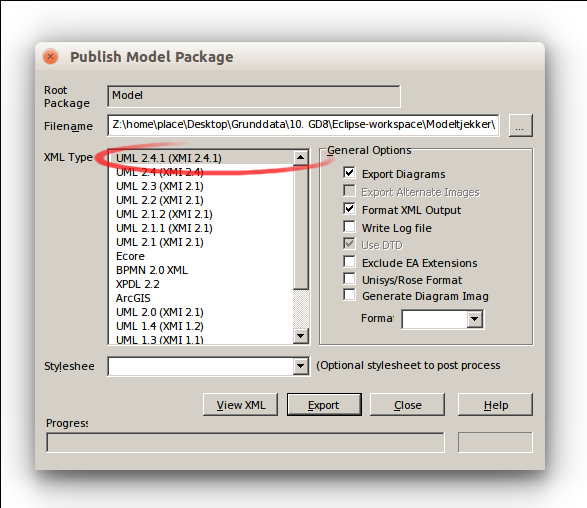 Publish Model Package
Root Package
Model
Filename
Z:\home\place\Desktop\Grunddata\10. GD8\Eclipse-workspace\Modeltjekker\
...
XML Type
UML 2.4.1 (XMI 2.4.1)
UML 2.4 (XMI 2.4)
UML 2.3 (XMI 2.1)
UML 2.2 (XMI 2.1)
UML 2.1.2 (XMI 2.1)
UML 2.1.1 (XMI 2.1)
UML 2.1 (XMI 2.1)
Ecore
BPMN 2.0 XML
XPDL 2.2
ArcGIS
UML 2.0 (XMI 2.1)
UML 1.4 (XMI 1.2)
UML 1.3 (XMI 1.1)
General Options
Export Diagrams
Export Alternate Images
Format XML Output
Write Log file
Use DTD
Exclude EA Extensions
Unisys/Rose Format
Generate Diagram Imag
Format
Styleshee
(Optional stylesheet to post process
View XML
Export
Close
Help
Progres